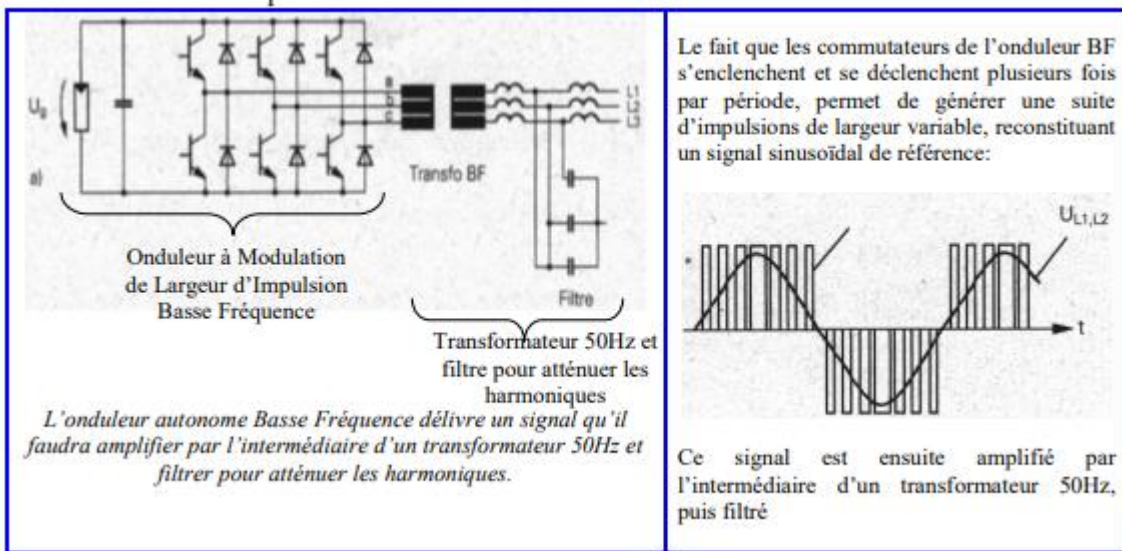 U₀
a)
Transfo BF
Filtre
Onduleur à Modulation
de Largeur d'Impulsion
Basse Fréquence
Transformateur 50Hz et
filtre pour atténuer les
harmoniques
L'onduleur autonome Basse Fréquence délivre un signal qu'il
faudra amplifier par l'intermédiaire d'un transformateur 50Hz et
filtrer pour atténuer les harmoniques.
Le fait que les commutateurs de l'onduleur BF
s'enclenchent et se déclenchent plusieurs fois
par période, permet de générer une suite
d'impulsions de largeur variable, reconstituant
un signal sinusoïdal de référence:
U_L1,L2
t
Ce signal est ensuite amplifié par
l'intermédiaire d'un transformateur 50Hz,
puis filtré